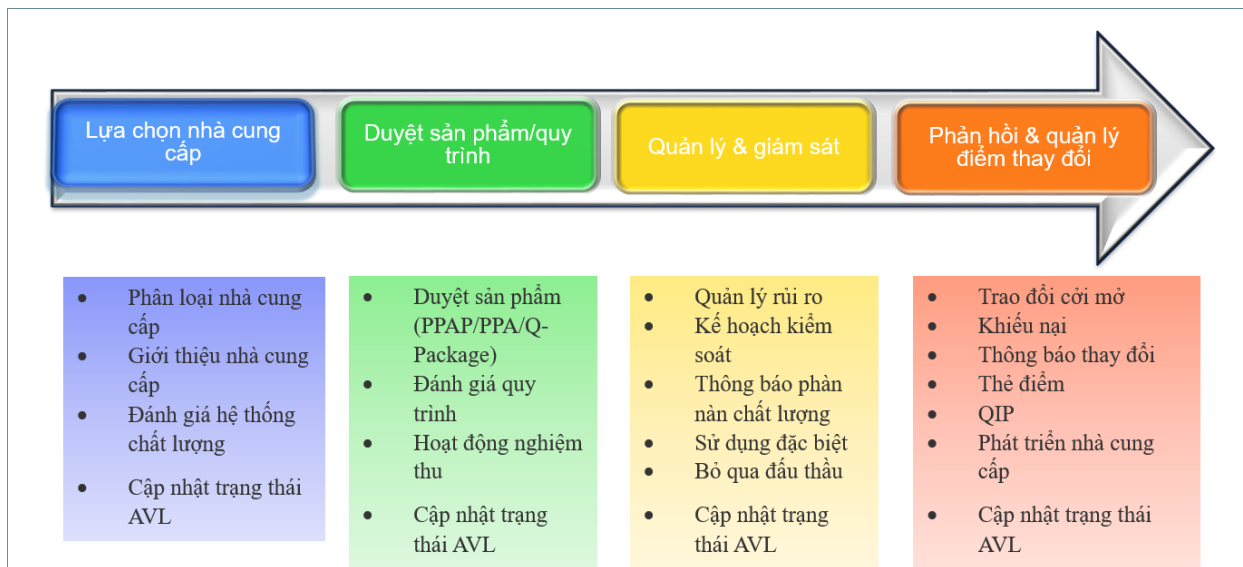 Lựa chọn nhà cung
cấp
Duyệt sản phẩm/quy
trình
Quản lý & giám sát
Phản hồi & quản lý
điểm thay đổi
• Phân loại nhà cung
cấp
• Giới thiệu nhà cung
cấp
• Đánh giá hệ thống
chất lượng
• Cập nhật trạng thái
AVL
• Duyệt sản phẩm
(PPAP/PPA/Q-
Package)
• Đánh giá quy
trình
• Hoạt động nghiệm
thu
• Cập nhật trạng
thái AVL
• Quản lý rủi ro
• Kế hoạch kiểm
soát
• Thông báo phàn
nàn chất lượng
• Sử dụng đặc biệt
• Bỏ qua đấu thầu
• Cập nhật trạng
thái AVL
• Trao đổi cởi mở
• Khiếu nại
• Thông báo thay đổi
• Thẻ điểm
• QIP
• Phát triển nhà cung
cấp
• Cập nhật trạng thái
AVL